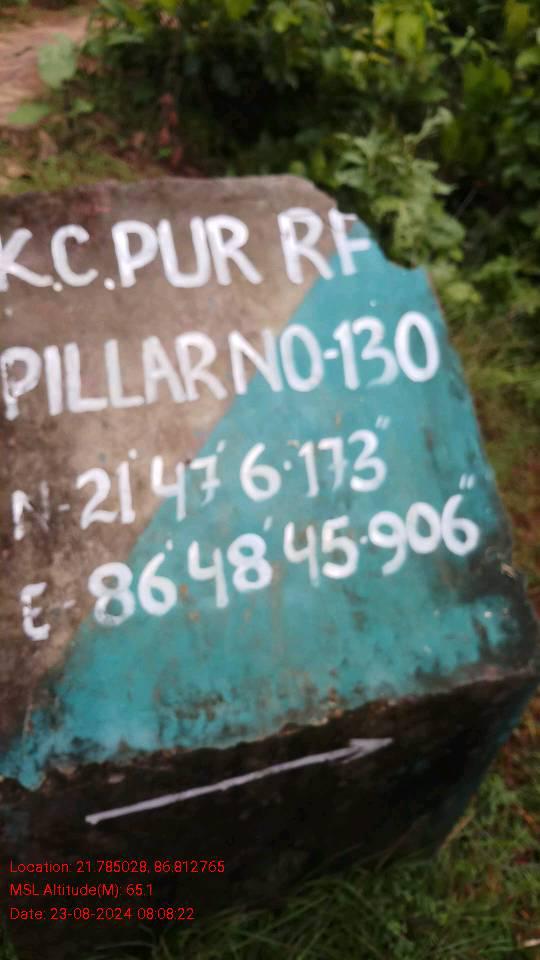 K.C.PUR RF
PILLAR NO-130
N-21°47'6.173"
E-86°48'45.906"
Location: 21.785028, 86.812765
MSL Altitude(M): 65.1
Date: 23-08-2024 08:08:22